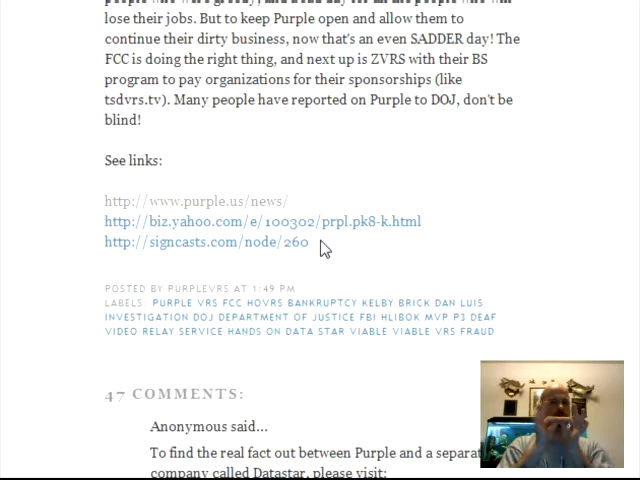 lose their jobs. But to keep Purple open and allow them to
continue their dirty business, now that's an even SADDER day! The
FCC is doing the right thing, and next up is ZVRS with their BS
program to pay organizations for their sponsorships (like
tsdvrs.tv). Many people have reported on Purple to DOJ, don't be
blind!
See links:
http://www.purple.us/news/
http://biz.yahoo.com/e/100302/prpl.pk8-k.html
http://signcasts.com/node/260
POSTED BY PURPLEVRS AT 1:49 PM
LABELS: PURPLE VRS FCC HOVRS BANKRUPTCY KELBY BRICK DAN LUIS
INVESTIGATION DOJ DEPARTMENT OF JUSTICE FBI HLIBOK MVP P3 DEAF
VIDEO RELAY SERVICE HANDS ON DATA STAR VIABLE VIABLE VRS FRAUD
47 COMMENTS:
Anonymous said...
To find the real fact out between Purple and a separat
company called Datastar, please visit: